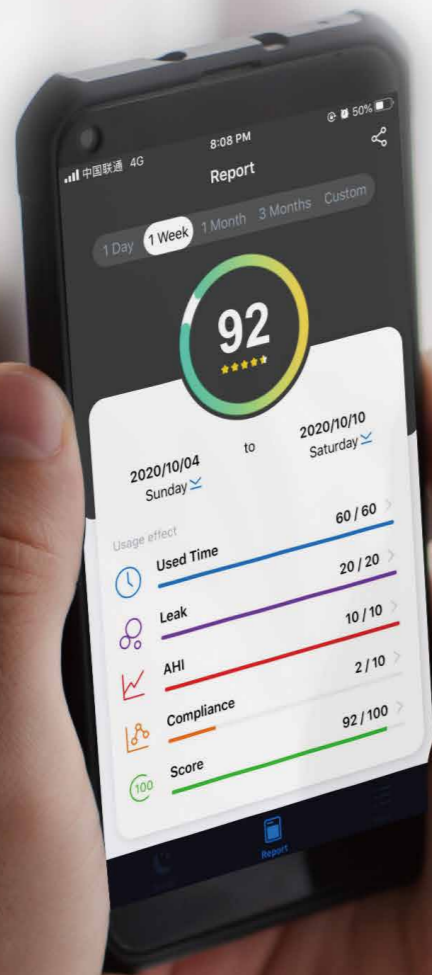 中国联通 4G 8:08 PM 50%
Report
1 Day 1 Week 1 Month 3 Months Custom
92
2020/10/04 to 2020/10/10
Sunday Saturday
Usage effect
Used Time 60 / 60
Leak 20 / 20
AHI 10 / 10
Compliance 2 / 10
100 Score 92 / 100
Report